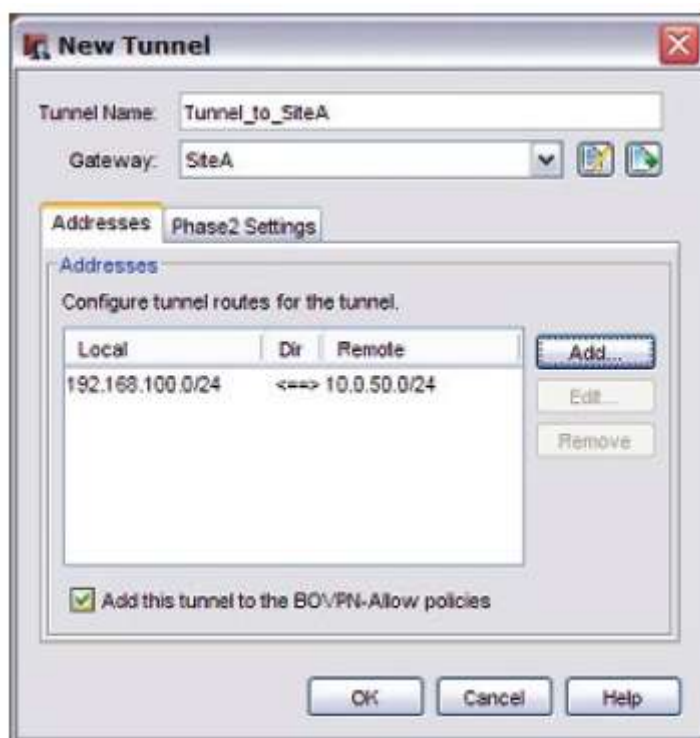 New Tunnel
Tunnel Name: Tunnel_to_SiteA
Gateway: SiteA
Addresses Phase2 Settings
Addresses
Configure tunnel routes for the tunnel.
Local Dir Remote
192.168.100.0/24 <==> 10.0.50.0/24
Add...
Edit...
Remove
Add this tunnel to the BOVPN-Allow policies
OK Cancel Help